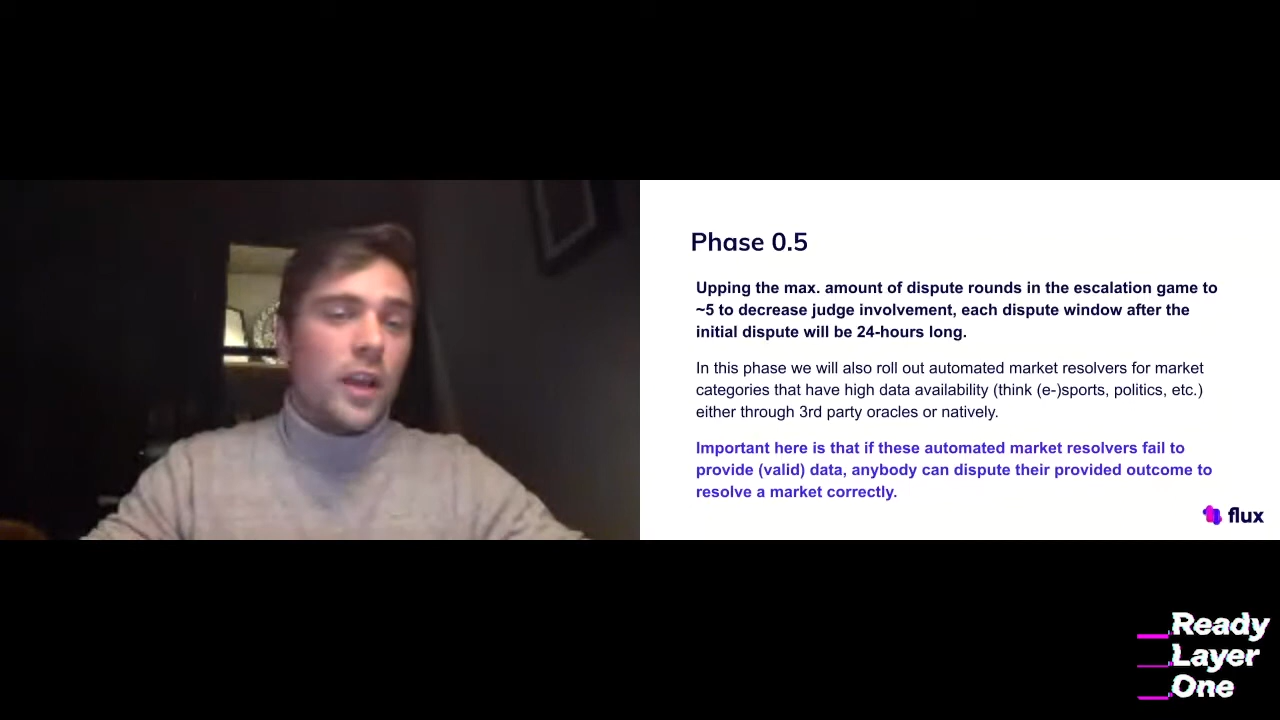 Phase 0.5
Upping the max. amount of dispute rounds in the escalation game to
~5 to decrease judge involvement, each dispute window after the
initial dispute will be 24-hours long.
In this phase we will also roll out automated market resolvers for market
categories that have high data availability (think (e-)sports, politics, etc.)
either through 3rd party oracles or natively.
Important here is that if these automated market resolvers fail to
provide (valid) data, anybody can dispute their provided outcome to
resolve a market correctly.
flux
Ready
Layer
One